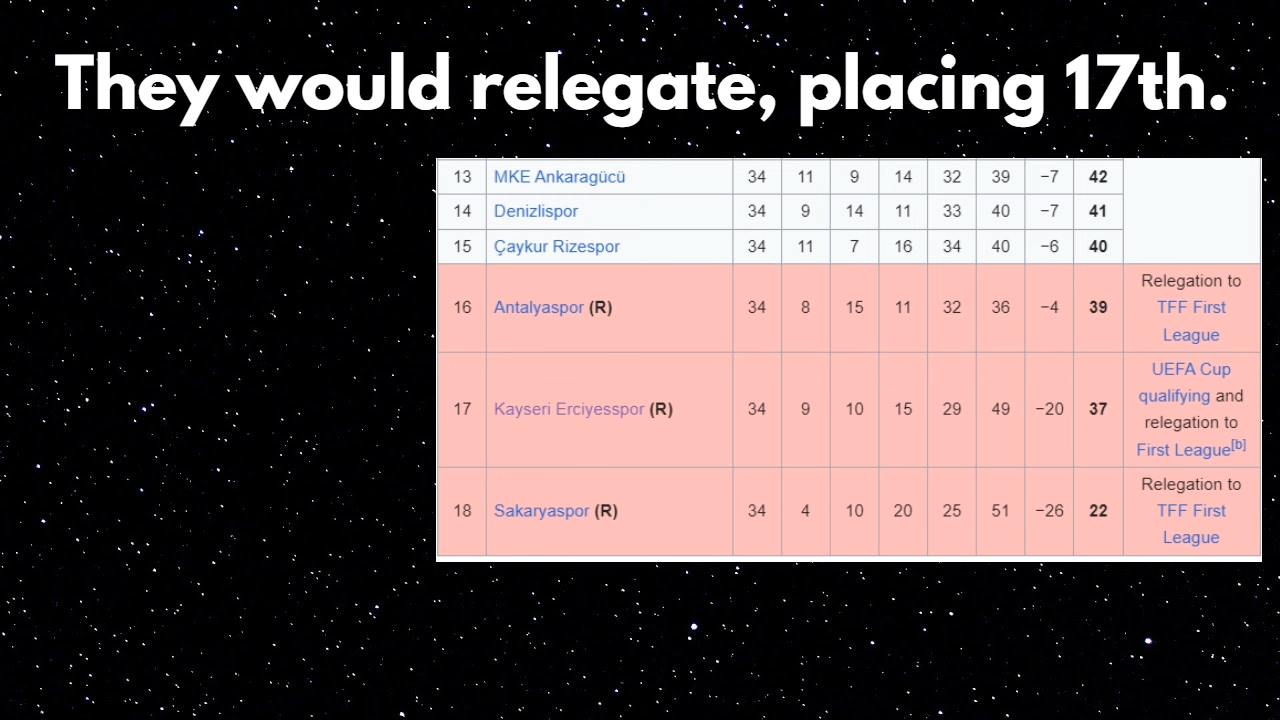 They would relegate, placing 17th.
13 MKE Ankaragücü 34 11 9 14 32 39 −7 42
14 Denizlispor 34 9 14 11 33 40 −7 41
15 Çaykur Rizespor 34 11 7 16 34 40 −6 40
16 Antalyaspor (R) 34 8 15 11 32 36 −4 39 Relegation to
TFF First
League
17 Kayseri Erciyesspor (R) 34 9 10 15 29 49 −20 37 UEFA Cup
qualifying and
relegation to
First League[b]
18 Sakaryaspor (R) 34 4 10 20 25 51 −26 22 Relegation to
TFF First
League